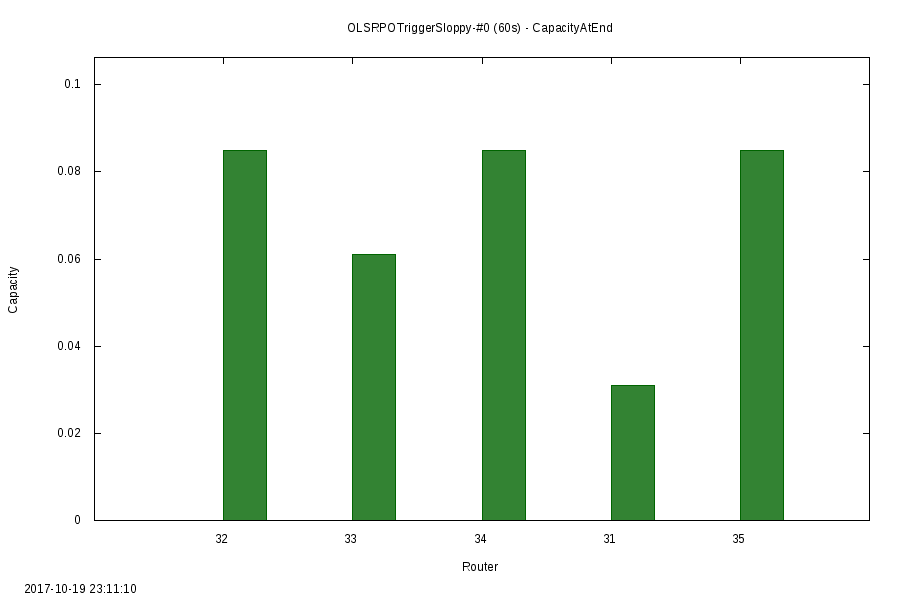 OLSRPOTriggerSloppy-#0 (60s) - CapacityAtEnd
0.1
0.08
0.06
0.04
0.02
0
Capacity
32 33 34 31 35
Router
2017-10-19 23:11:10